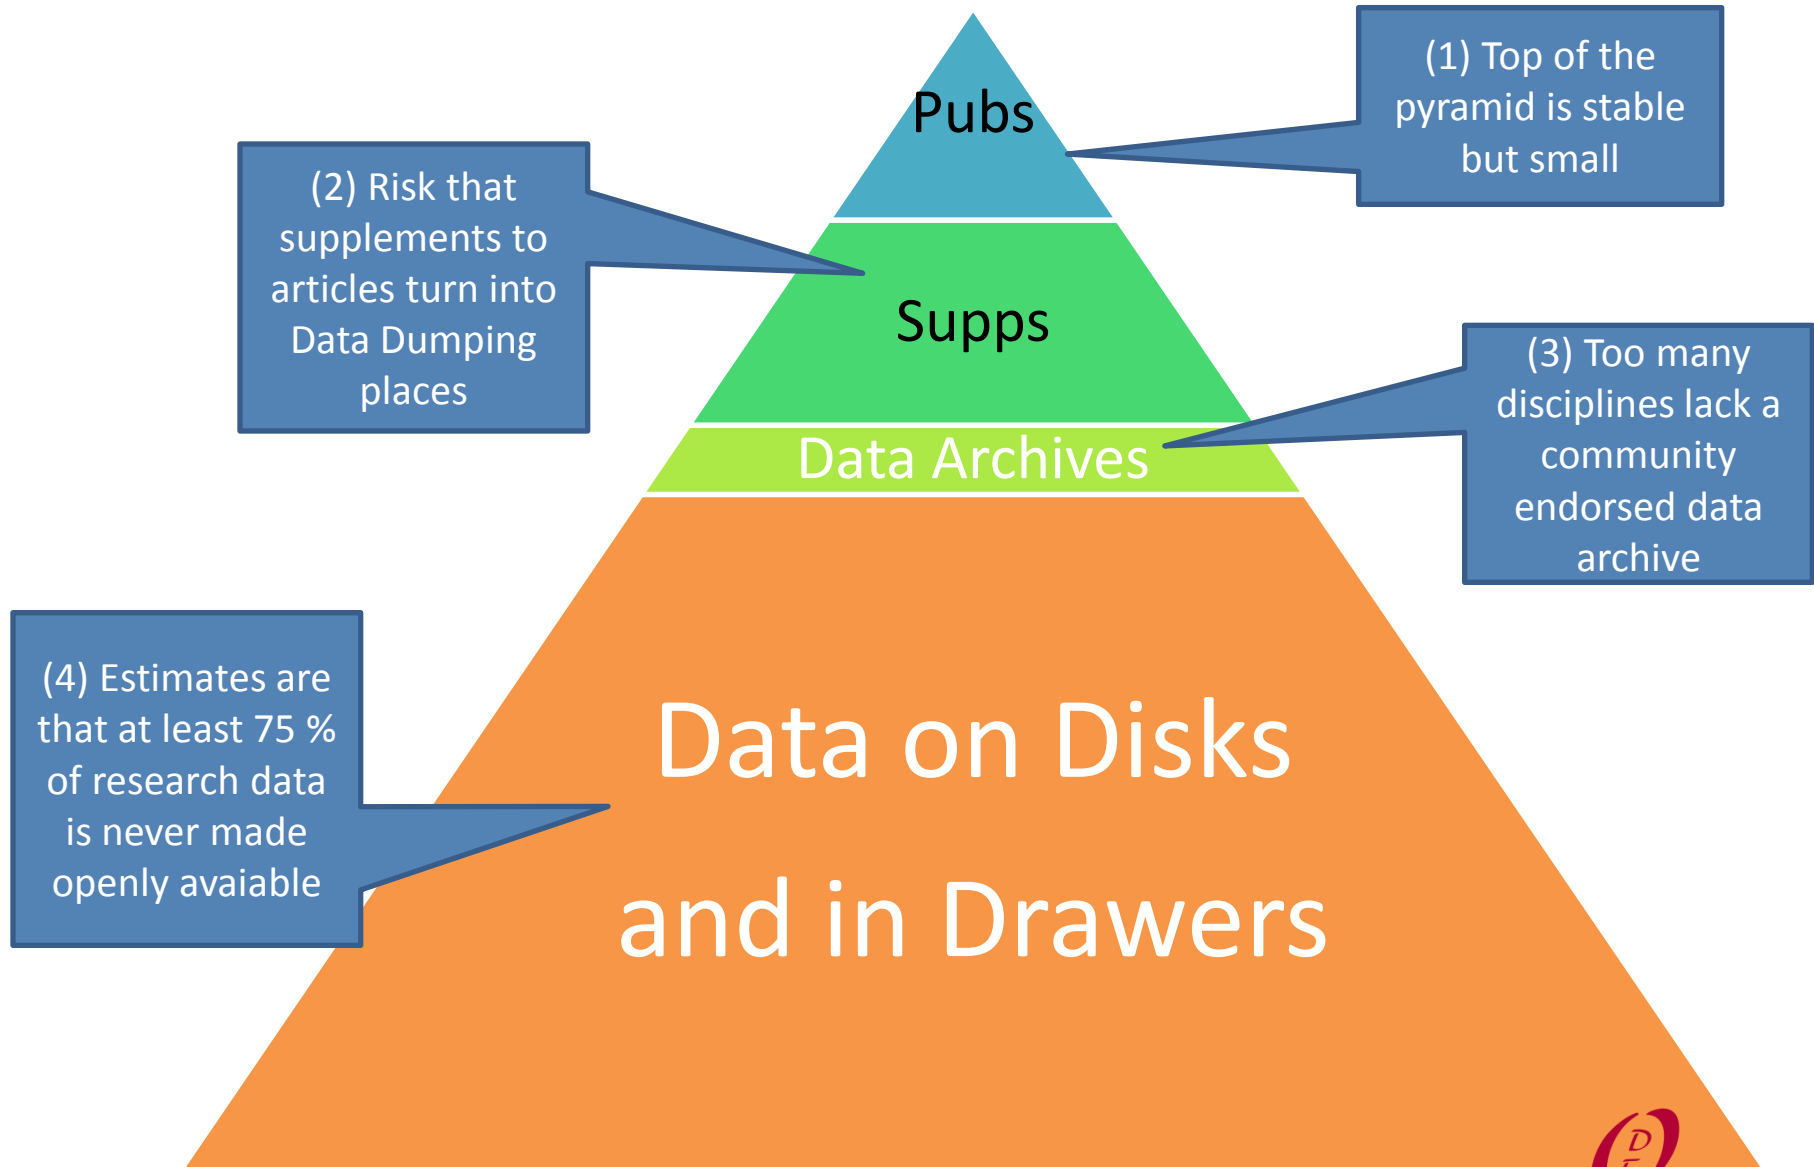 Pubs
(1) Top of the
pyramid is stable
but small
(2) Risk that
supplements to
articles turn into
Data Dumping
places
Supps
(3) Too many
disciplines lack a
community
endorsed data
archive
Data Archives
(4) Estimates are
that at least 75 %
of research data
is never made
openly avaiable
Data on Disks
and in Drawers
D